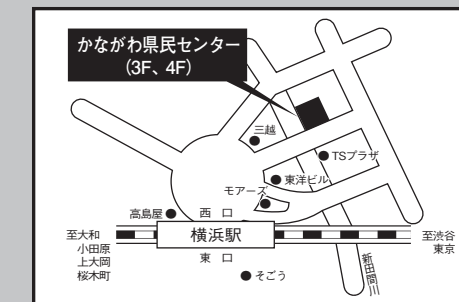 かながわ県民センター
(3F、4F)
三越
TSプラザ
東洋ビル
モアーズ
高島屋
西口
至大和
小田原
上大岡
桜木町
横浜駅
至渋谷
東京
東口
そごう
新田間川